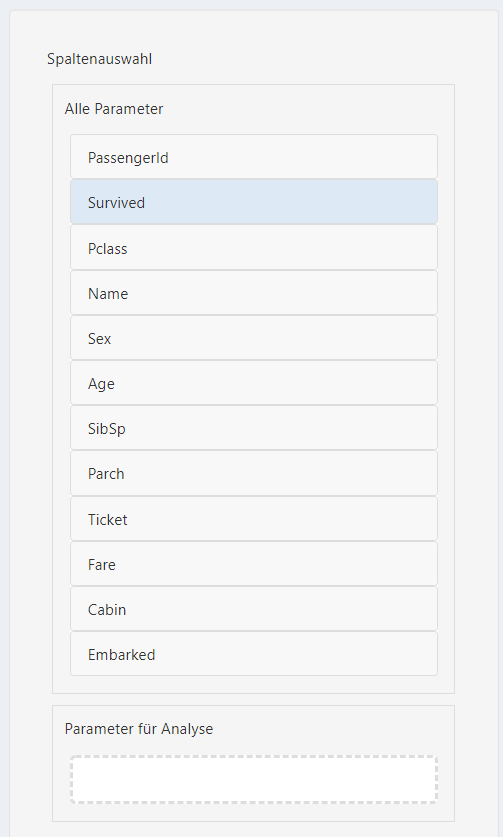 Spaltenauswahl
Alle Parameter
PassengerId
Survived
Pclass
Name
Sex
Age
SibSp
Parch
Ticket
Fare
Cabin
Embarked
Parameter für Analyse